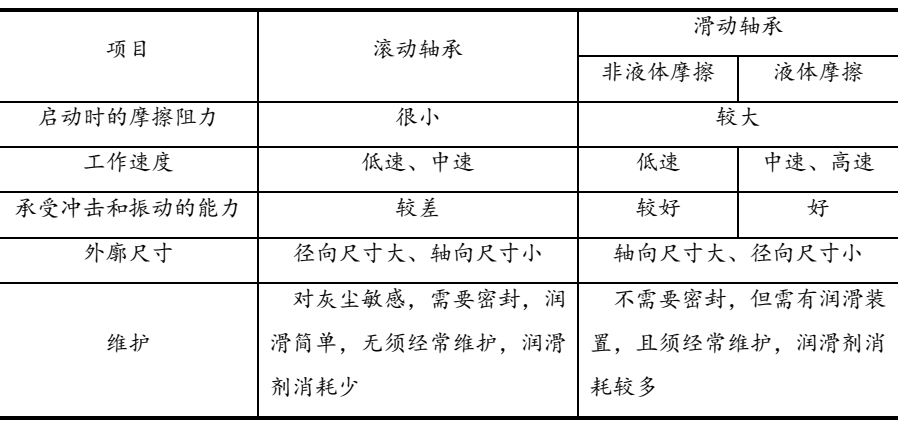 项目
滚动轴承
滑动轴承
非液体摩擦
液体摩擦
启动时的摩擦阻力
很小
较大
工作速度
低速、中速
低速
中速、高速
承受冲击和振动的能力
较差
较好
好
外廓尺寸
径向尺寸大、轴向尺寸小
轴向尺寸大、径向尺寸小
维护
对灰尘敏感，需要密封，润
滑简单，无须经常维护，润滑
剂消耗少
不需要密封，但需有润滑装
置，且须经常维护，润滑剂消
耗较多